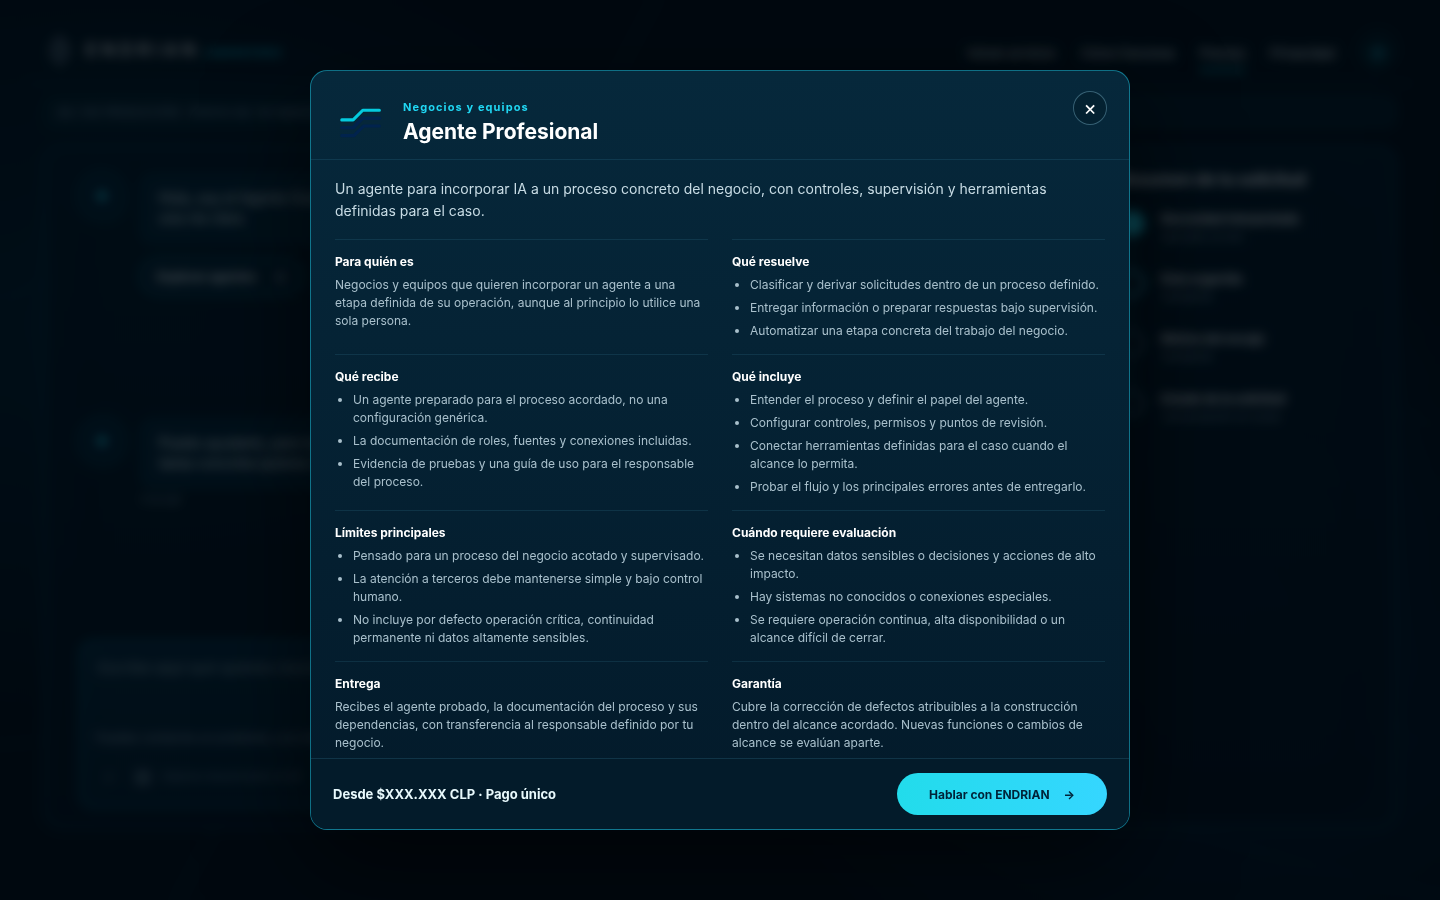 Negocios y equipos
Agente Profesional
Un agente para incorporar IA a un proceso concreto del negocio, con controles, supervisión y herramientas
definidas para el caso.
Para quién es
Negocios y equipos que quieren incorporar un agente a una
etapa definida de su operación, aunque al principio lo utilice una
sola persona.
Qué resuelve
• Clasificar y derivar solicitudes dentro de un proceso definido.
• Entregar información o preparar respuestas bajo supervisión.
• Automatizar una etapa concreta del trabajo del negocio.
Qué recibe
• Un agente preparado para el proceso acordado, no una
configuración genérica.
• La documentación de roles, fuentes y conexiones incluidas.
• Evidencia de pruebas y una guía de uso para el responsable
del proceso.
Qué incluye
• Entender el proceso y definir el papel del agente.
• Configurar controles, permisos y puntos de revisión.
• Conectar herramientas definidas para el caso cuando el
alcance lo permita.
• Probar el flujo y los principales errores antes de entregarlo.
Límites principales
• Pensado para un proceso del negocio acotado y supervisado.
• La atención a terceros debe mantenerse simple y bajo control
humano.
• No incluye por defecto operación crítica, continuidad
permanente ni datos altamente sensibles.
Cuándo requiere evaluación
• Se necesitan datos sensibles o decisiones y acciones de alto
impacto.
• Hay sistemas no conocidos o conexiones especiales.
• Se requiere operación continua, alta disponibilidad o un
alcance difícil de cerrar.
Entrega
Recibes el agente probado, la documentación del proceso y sus
dependencias, con transferencia al responsable definido por tu
negocio.
Garantía
Cubre la corrección de defectos atribuibles a la construcción
dentro del alcance acordado. Nuevas funciones o cambios de
alcance se evalúan aparte.
Desde $XXX.XXX CLP · Pago único
Hablar con ENDRIAN →